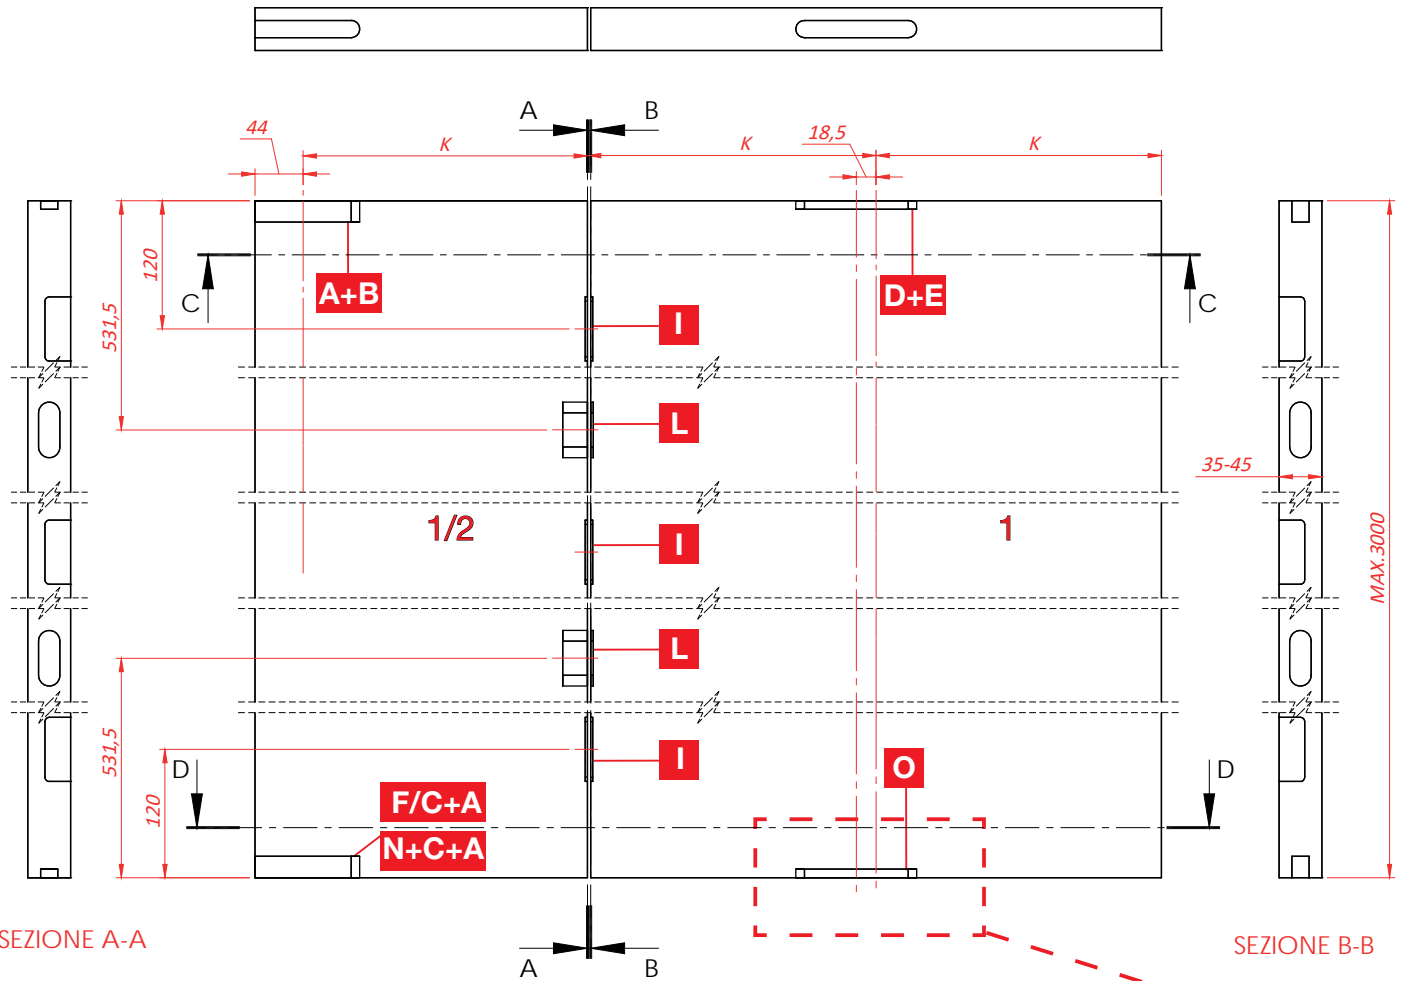 A B
44 K K 18,5 K
120
531,5
C A+B D+E C
I
L
35-45
1/2 I 1
MAX.3000
L
531,5
120
D I O D
F/C+A
N+C+A
SEZIONE A-A
A B
SEZIONE B-B